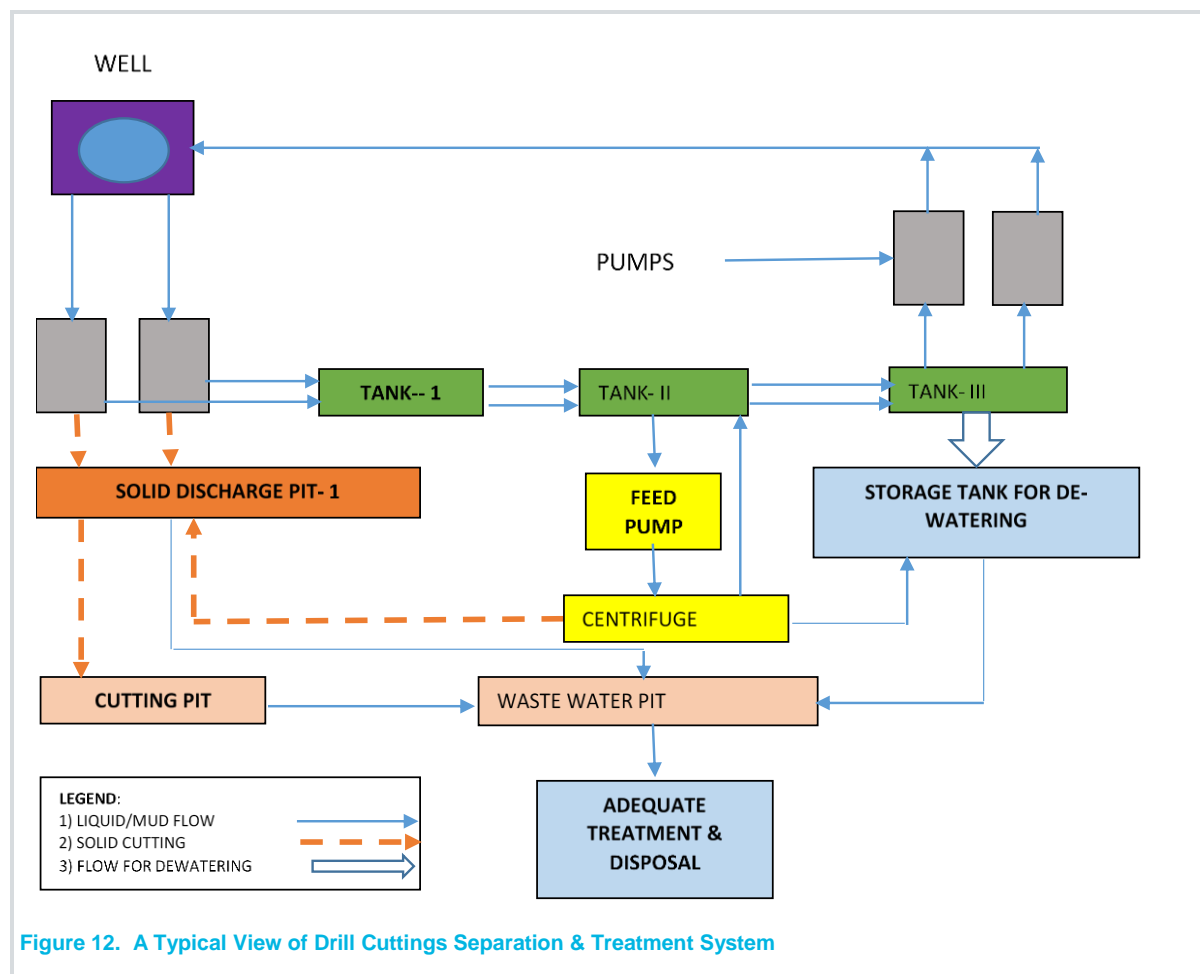 WELL
PUMPS
TANK-- 1
TANK- II
TANK- III
SOLID DISCHARGE PIT- 1
FEED
PUMP
STORAGE TANK FOR DE-
WATERING
CENTRIFUGE
CUTTING PIT
WASTE WATER PIT
LEGEND:
1) LIQUID/MUD FLOW
2) SOLID CUTTING
3) FLOW FOR DEWATERING
ADEQUATE
TREATMENT &
DISPOSAL
Figure 12. A Typical View of Drill Cuttings Separation & Treatment System